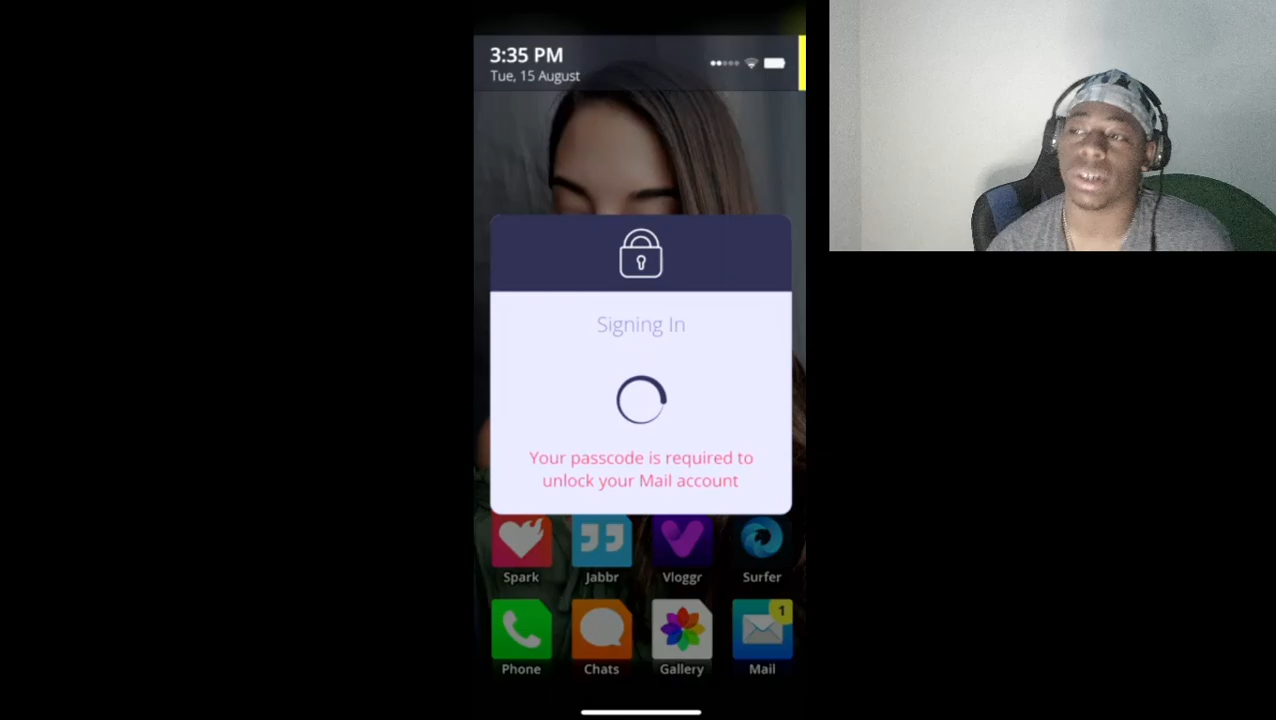 3:35 PM
Tue, 15 August
Signing In
Your passcode is required to
unlock your Mail account
Spark
Jabbr
Vloggr
Surfer
1
Phone
Chats
Gallery
Mail